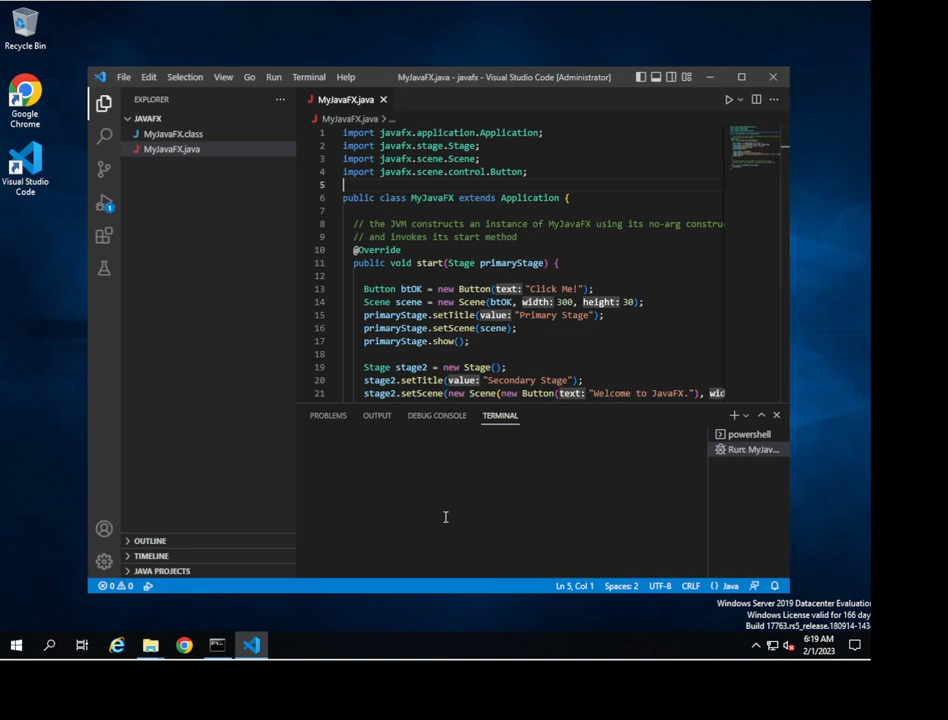 Recycle Bin
Google
Chrome
Visual Studio
Code
File Edit Selection View Go Run Terminal Help
MyJavaFX.java - javafx - Visual Studio Code [Administrator]
EXPLORER
MyJavaFX.java
JAVAFX
MyJavaFX.class
MyJavaFX.java
MyJavaFX.java > ...
1 import javafx.application.Application;
2 import javafx.stage.Stage;
3 import javafx.scene.Scene;
4 import javafx.scene.control.Button;
5
6 public class MyJavaFX extends Application {
7
8 // the JVM constructs an instance of MyJavaFX using its no-arg constru
9 // and invokes its start method
10 @Override
11 public void start(Stage primaryStage) {
12
13 Button btOK = new Button(text:"Click Me!");
14 Scene scene = new Scene(btOK, width:300, height:30);
15 primaryStage.setTitle(value:"Primary Stage");
16 primaryStage.setScene(scene);
17 primaryStage.show();
18
19 Stage stage2 = new Stage();
20 stage2.setTitle(value:"Secondary Stage");
21 stage2.setScene(new Scene(new Button(text:"Welcome to JavaFX."), wid
PROBLEMS OUTPUT DEBUG CONSOLE TERMINAL
powershell
Run: MyJav...
OUTLINE
TIMELINE
JAVA PROJECTS
1
0 0
Ln 5, Col 1 Spaces: 2 UTF-8 CRLF {} Java
Windows Server 2019 Datacenter Evaluation
Windows License valid for 166 day
Build 17763.rs5_release.180914-143
6:19 AM
2/1/2023